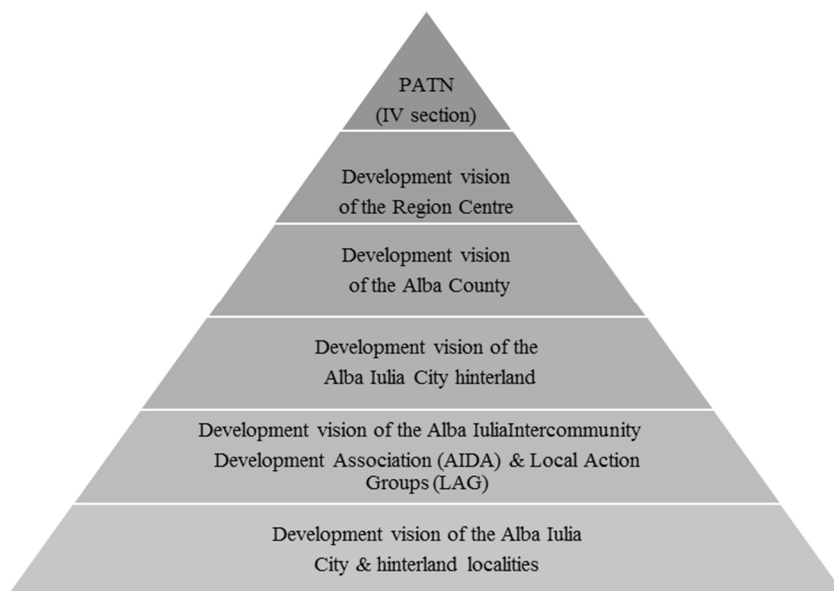 PATN
(IV section)
Development vision
of the Region Centre
Development vision
of the Alba County
Development vision of the
Alba Iulia City hinterland
Development vision of the Alba IuliaIntercommunity
Development Association (AIDA) & Local Action
Groups (LAG)
Development vision of the Alba Iulia
City & hinterland localities